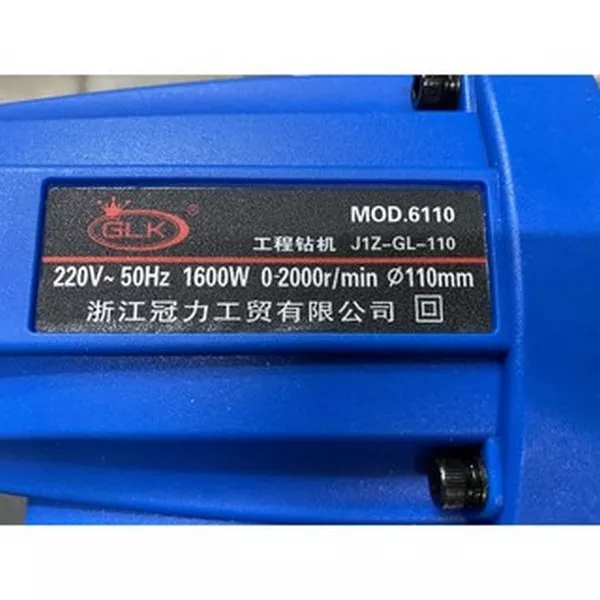 GLK ®
MOD.6110
工程钻机 J1Z-GL-110
220V~50Hz 1600W 0-2000r/min Ø110mm
浙江冠力工贸有限公司